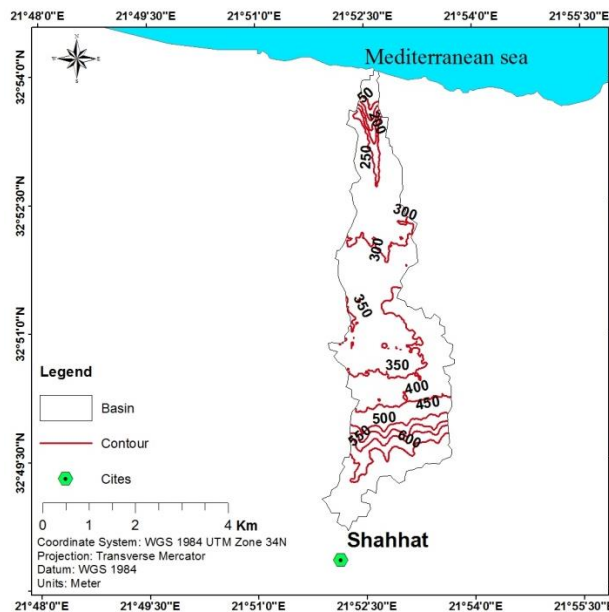 21°48'0"E 21°49'30"E 21°51'0"E 21°52'30"E 21°54'0"E 21°55'30"E
32°54'0"N
32°52'30"N
32°51'0"N
32°49'30"N
Mediterranean sea
50
200
250
300
300
350
350
400
450
500
550
600
Legend
Basin
Contour
Cites
0 1 2 4 Km
Coordinate System: WGS 1984 UTM Zone 34N
Projection: Transverse Mercator
Datum: WGS 1984
Units: Meter
Shahhat
21°48'0"E 21°49'30"E 21°51'0"E 21°52'30"E 21°54'0"E 21°55'30"E